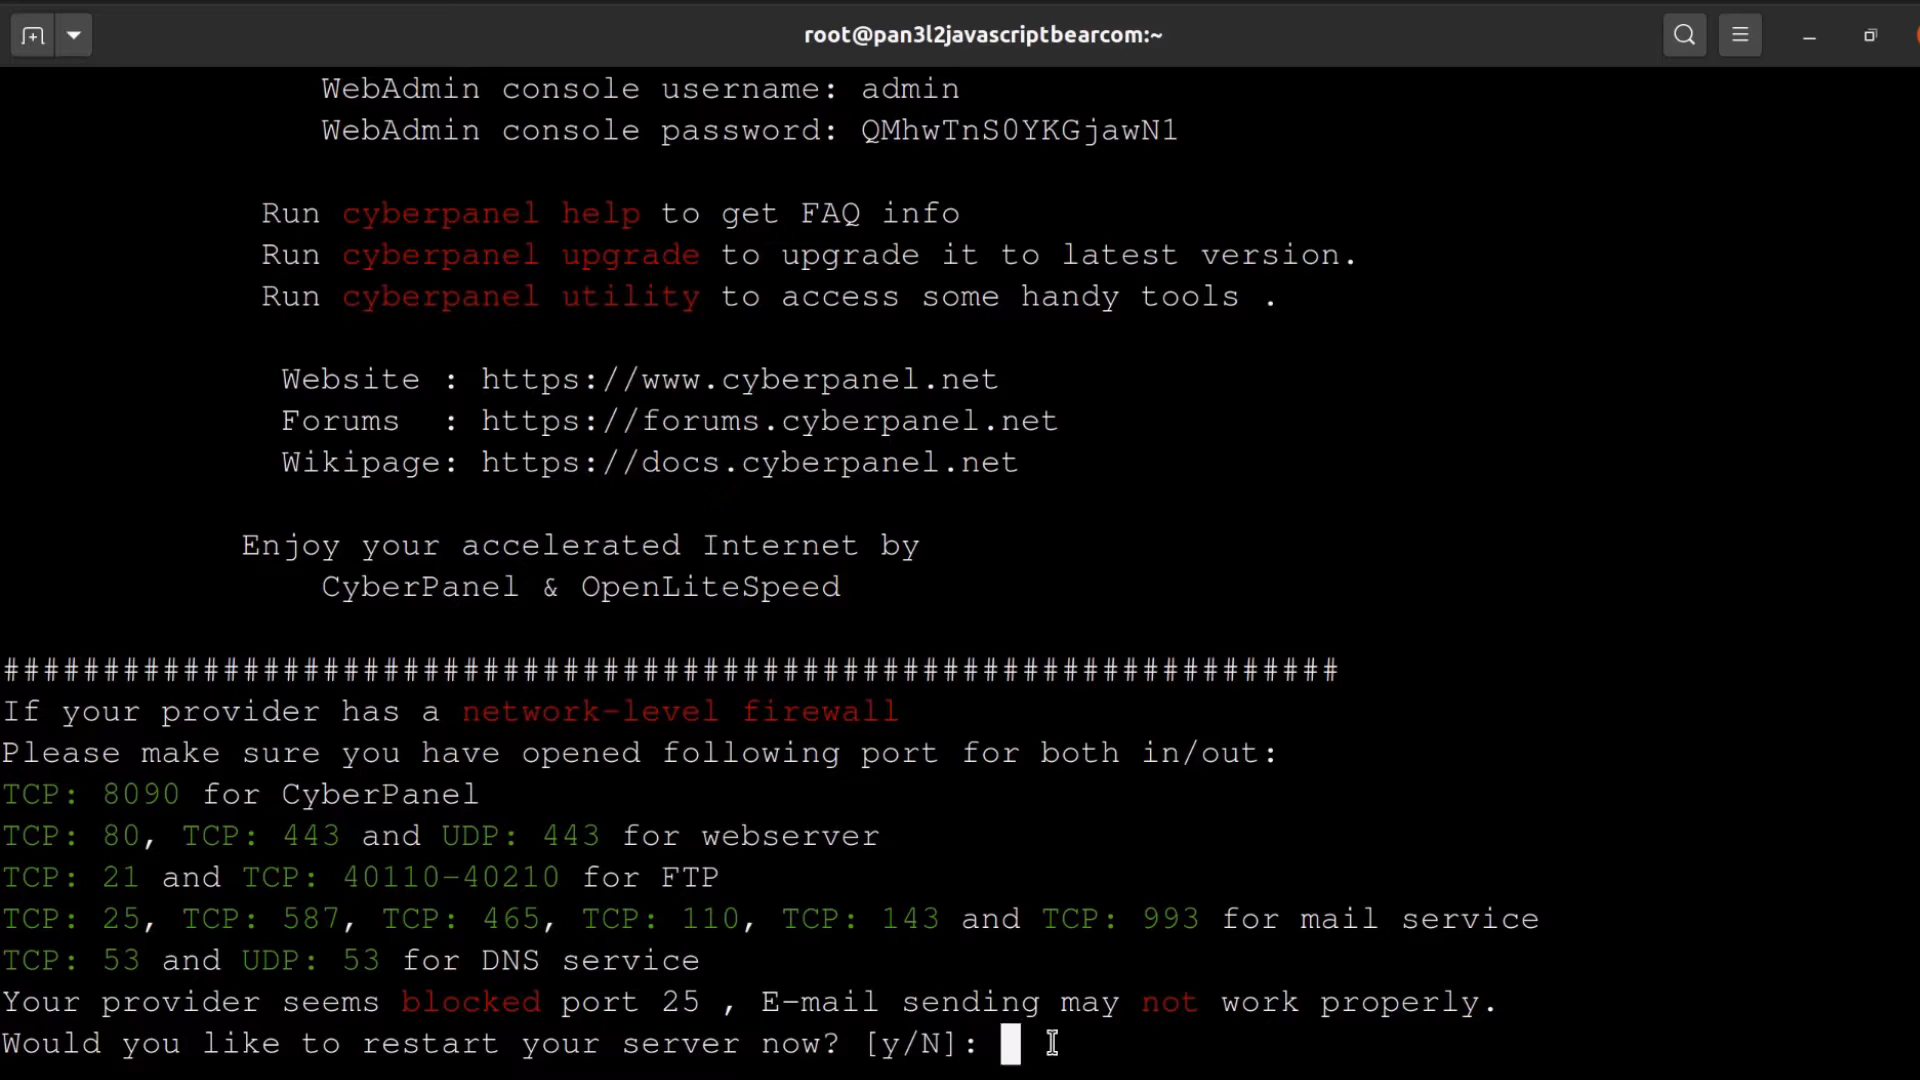 root@pan3l2javascriptbearcom:~
WebAdmin console username: admin
WebAdmin console password: QMhwTnS0YKGjawN1
Run cyberpanel help to get FAQ info
Run cyberpanel upgrade to upgrade it to latest version.
Run cyberpanel utility to access some handy tools .
Website : https://www.cyberpanel.net
Forums : https://forums.cyberpanel.net
Wikipage: https://docs.cyberpanel.net
Enjoy your accelerated Internet by
CyberPanel & OpenLiteSpeed
###################################################################
If your provider has a network-level firewall
Please make sure you have opened following port for both in/out:
TCP: 8090 for CyberPanel
TCP: 80, TCP: 443 and UDP: 443 for webserver
TCP: 21 and TCP: 40110-40210 for FTP
TCP: 25, TCP: 587, TCP: 465, TCP: 110, TCP: 143 and TCP: 993 for mail service
TCP: 53 and UDP: 53 for DNS service
Your provider seems blocked port 25 , E-mail sending may not work properly.
Would you like to restart your server now? [y/N]: